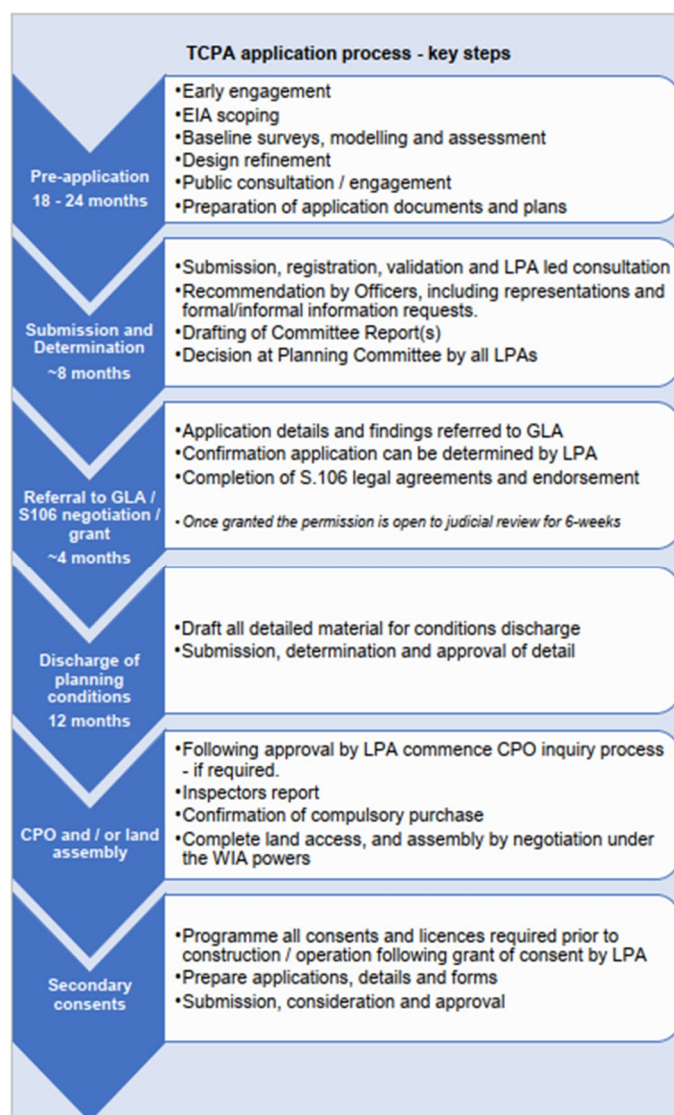 TCPA application process - key steps
Pre-application
18 - 24 months
•Early engagement
•EIA scoping
•Baseline surveys, modelling and assessment
•Design refinement
•Public consultation / engagement
•Preparation of application documents and plans
Submission and
Determination
~8 months
•Submission, registration, validation and LPA led consultation
•Recommendation by Officers, including representations and
formal/informal information requests.
•Drafting of Committee Report(s)
•Decision at Planning Committee by all LPAs
Referral to GLA /
S106 negotiation /
grant
~4 months
•Application details and findings referred to GLA
•Confirmation application can be determined by LPA
•Completion of S.106 legal agreements and endorsement
- Once granted the permission is open to judicial review for 6-weeks
Discharge of
planning
conditions
12 months
•Draft all detailed material for conditions discharge
•Submission, determination and approval of detail
CPO and / or land
assembly
•Following approval by LPA commence CPO inquiry process
- if required.
•Inspectors report
•Confirmation of compulsory purchase
•Complete land access, and assembly by negotiation under
the WIA powers
Secondary
consents
•Programme all consents and licences required prior to
construction / operation following grant of consent by LPA
•Prepare applications, details and forms
•Submission, consideration and approval